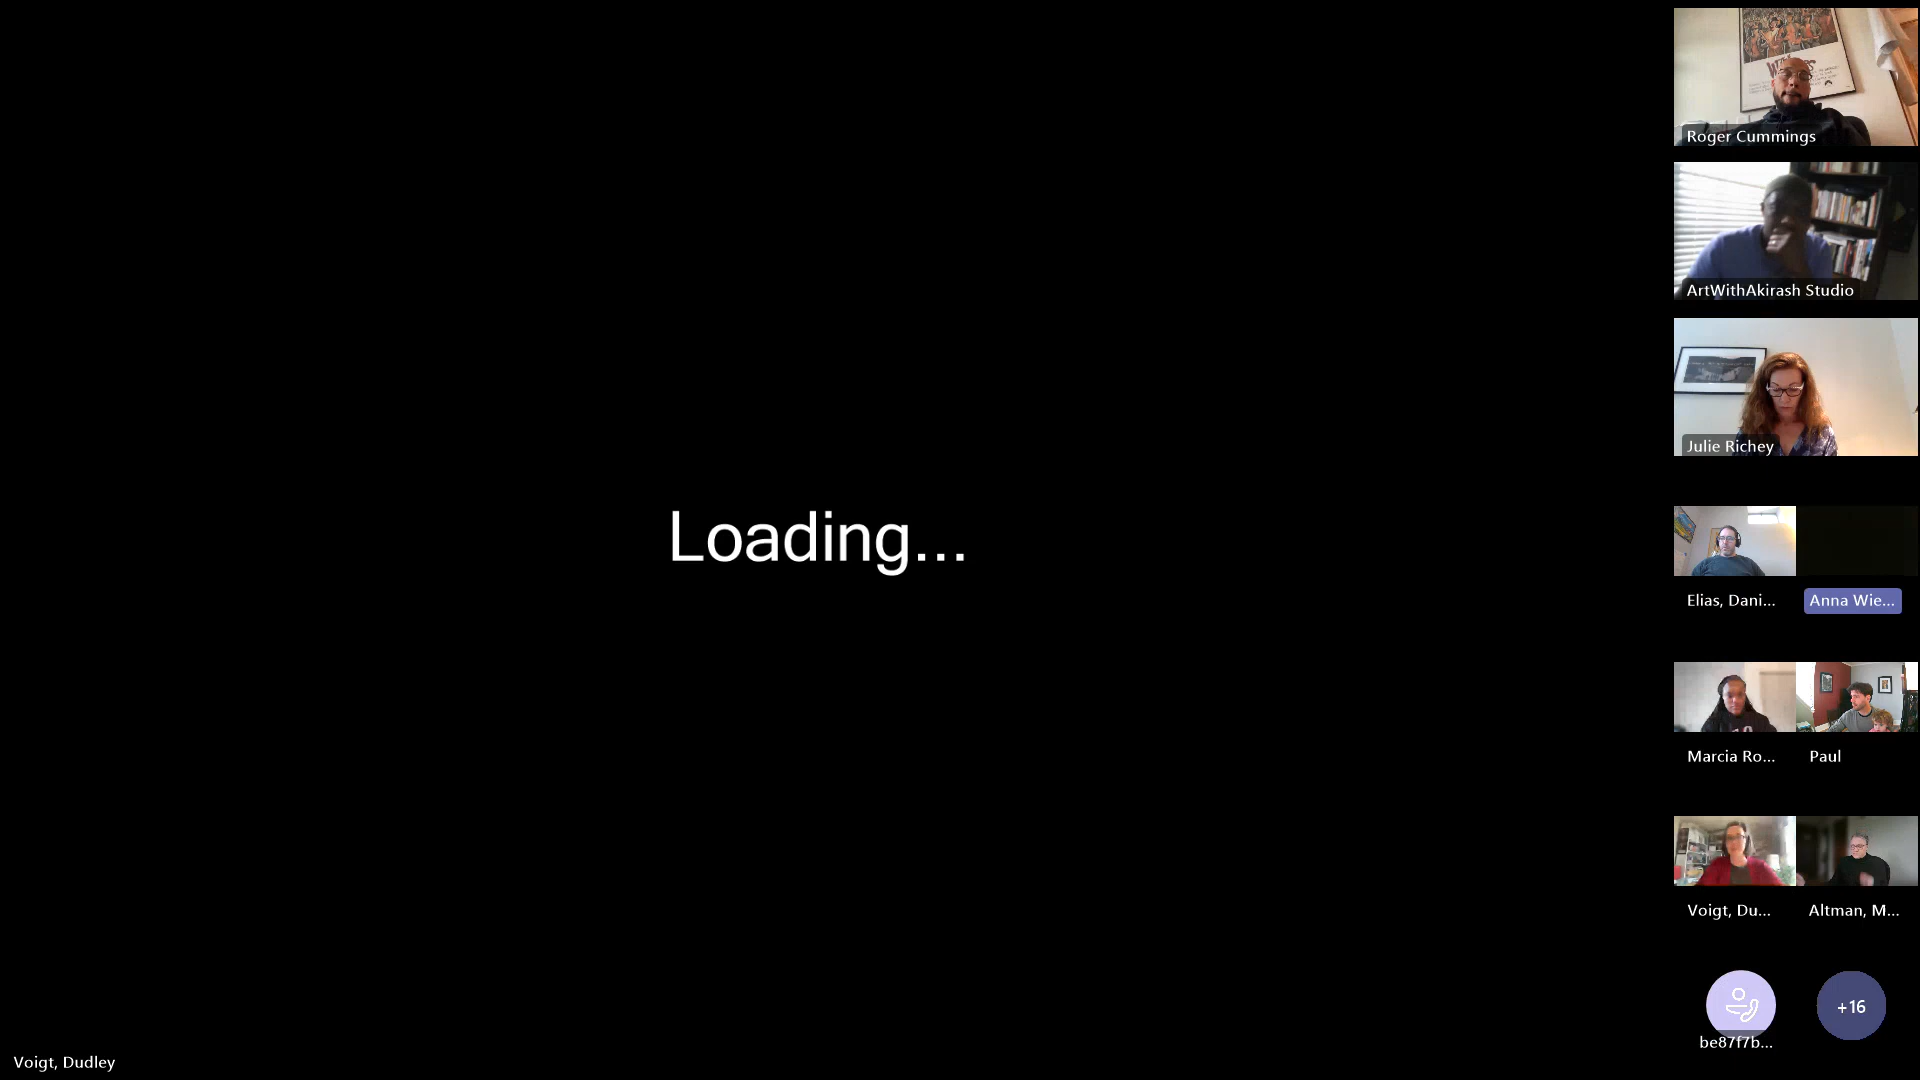 Loading...
Voigt, Dudley
Roger Cummings
ArtWithAkirash Studio
Julie Richey
Elias, Dani...
Anna Wie...
Marcia Ro...
Paul
Voigt, Du...
Altman, M...
be87f7b...
+16